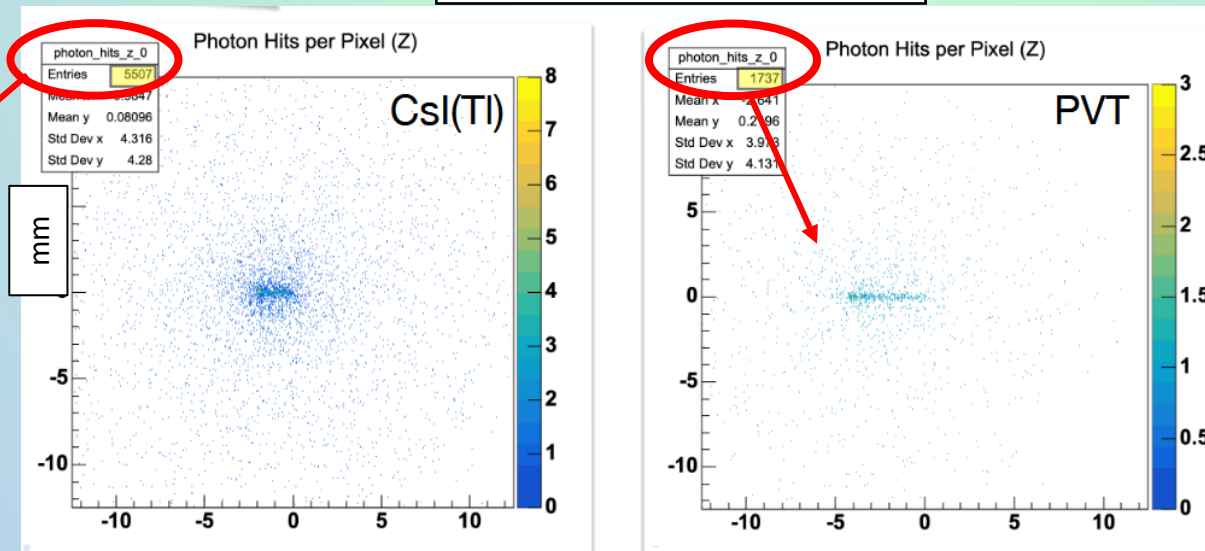 Photon Hits per Pixel (Z)
photon_hits_z_0
Entries 5507
Mean y 0.08096
Std Dev x 4.316
Std Dev y 4.28
CsI(Tl)
mm
-5
-10
-10 -5 0 5 10
8
7
6
5
4
3
2
1
0
Photon Hits per Pixel (Z)
photon_hits_z_0
Entries 1737
Mean x
Mean y
Std Dev x
Std Dev y 4.131
PVT
5
0
-5
-10
-10 -5 0 5 10
3
2.5
2
1.5
1
0.5
0